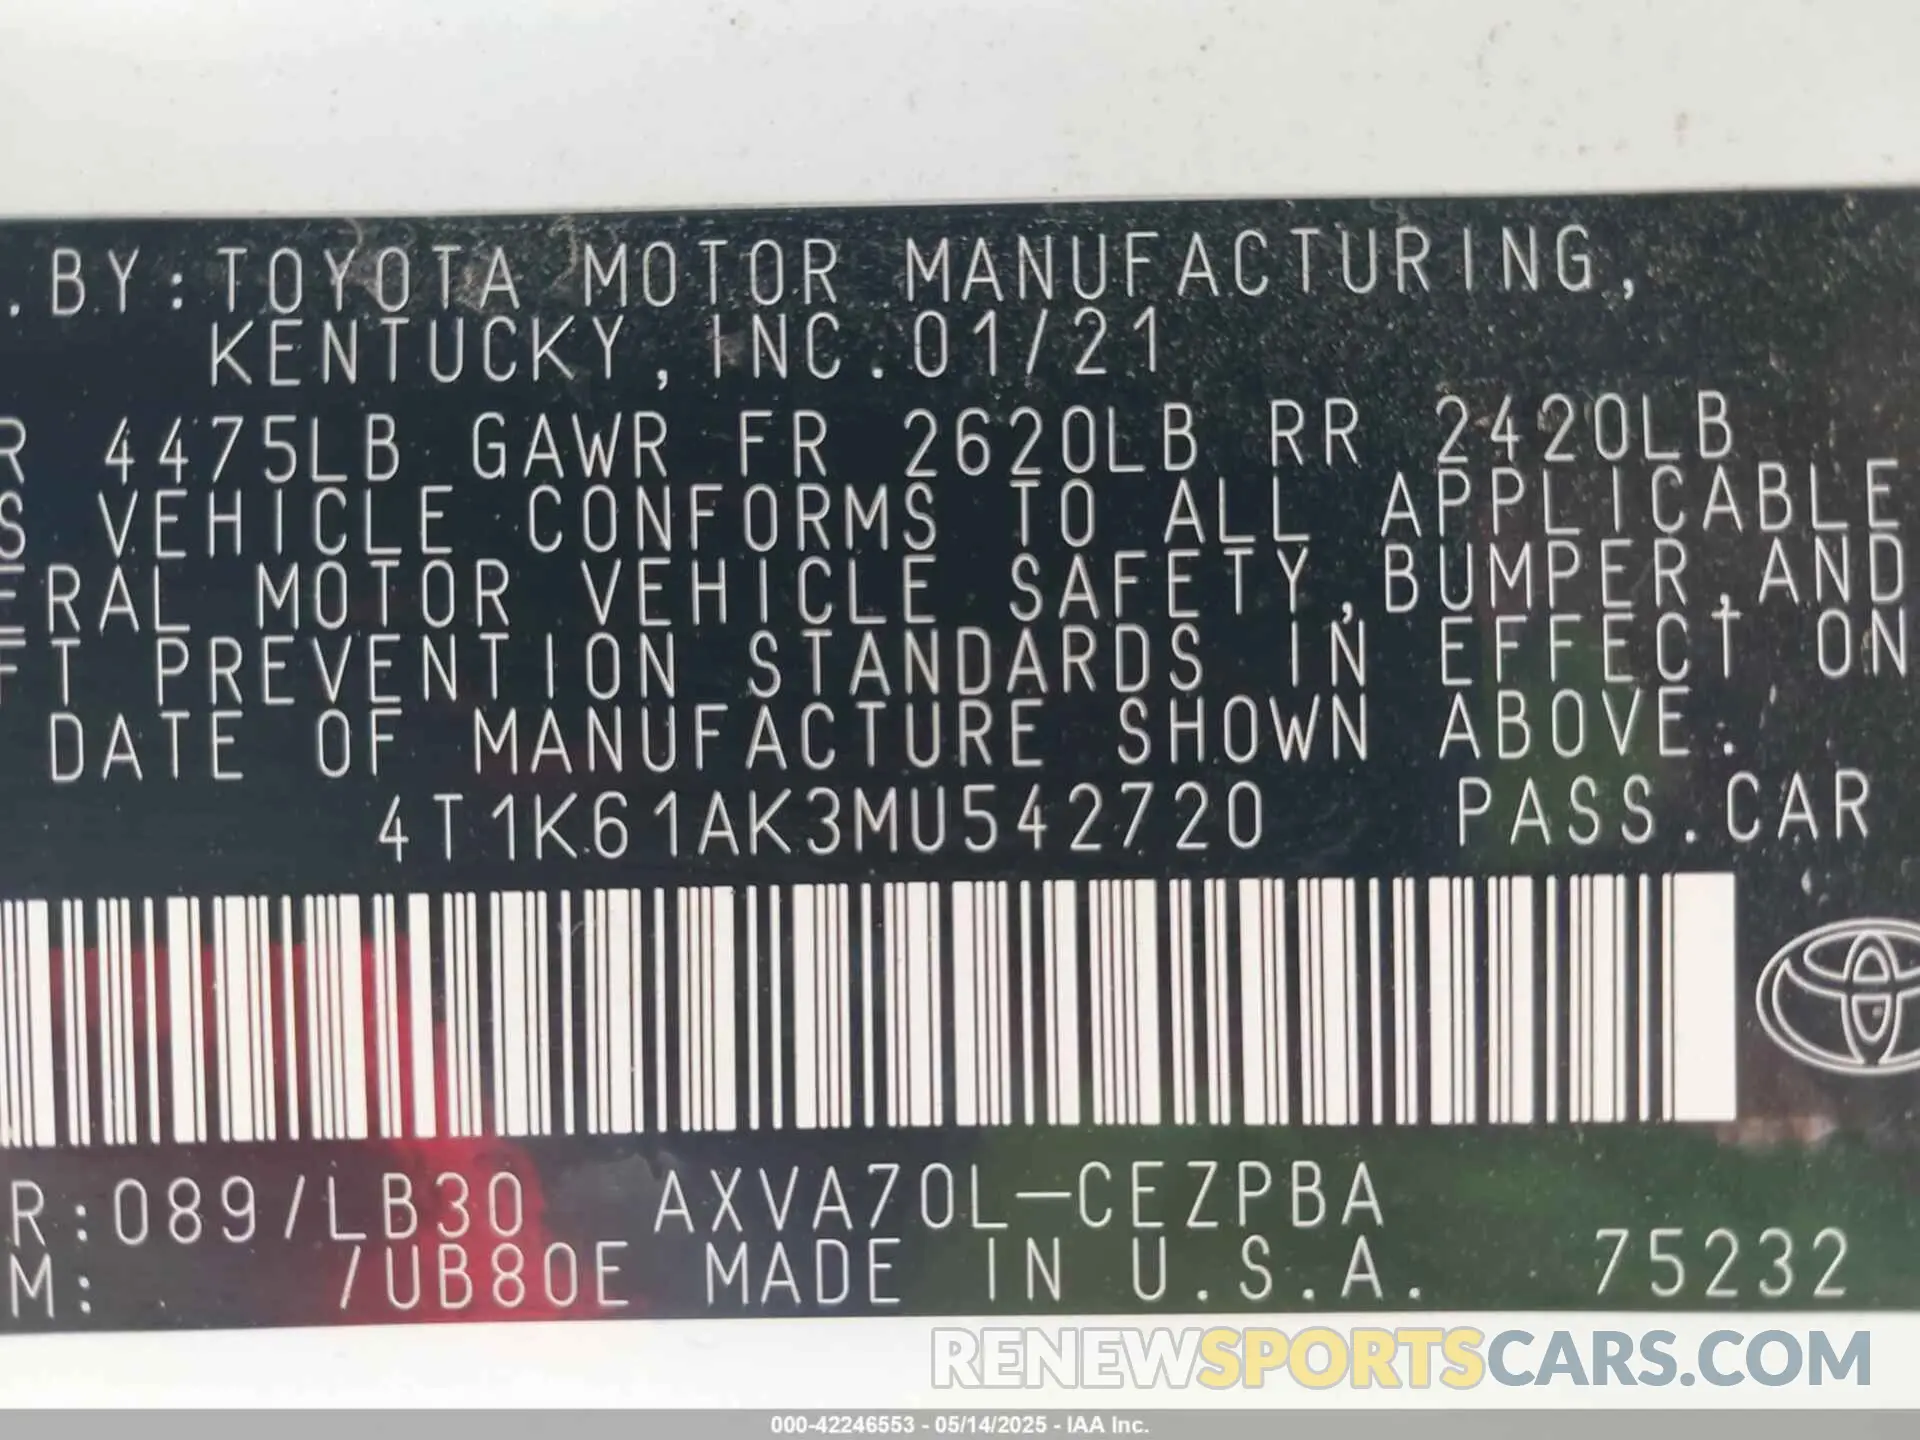 .BY:TOYOTA MOTOR MANUFACTURING,
KENTUCKY, INC. 01/21
R 4475LB GAWR FR 2620LB RR 2420LB
S VEHICLE CONFORMS TO ALL APPLICABLE
ERAL MOTOR VEHICLE SAFETY, BUMPER, AND
FT PREVENTION STANDARDS IN EFFECT ON
DATE OF MANUFACTURE SHOWN ABOVE.
4T1K61AK3MU542720 PASS.CAR
R:089/LB30 AXVA70L-CEZPBA
M: /UB80E MADE IN U.S.A. 75232
RENEWSPORTSCARS.COM
000-42246553 - 05/14/2025 - IAA Inc.